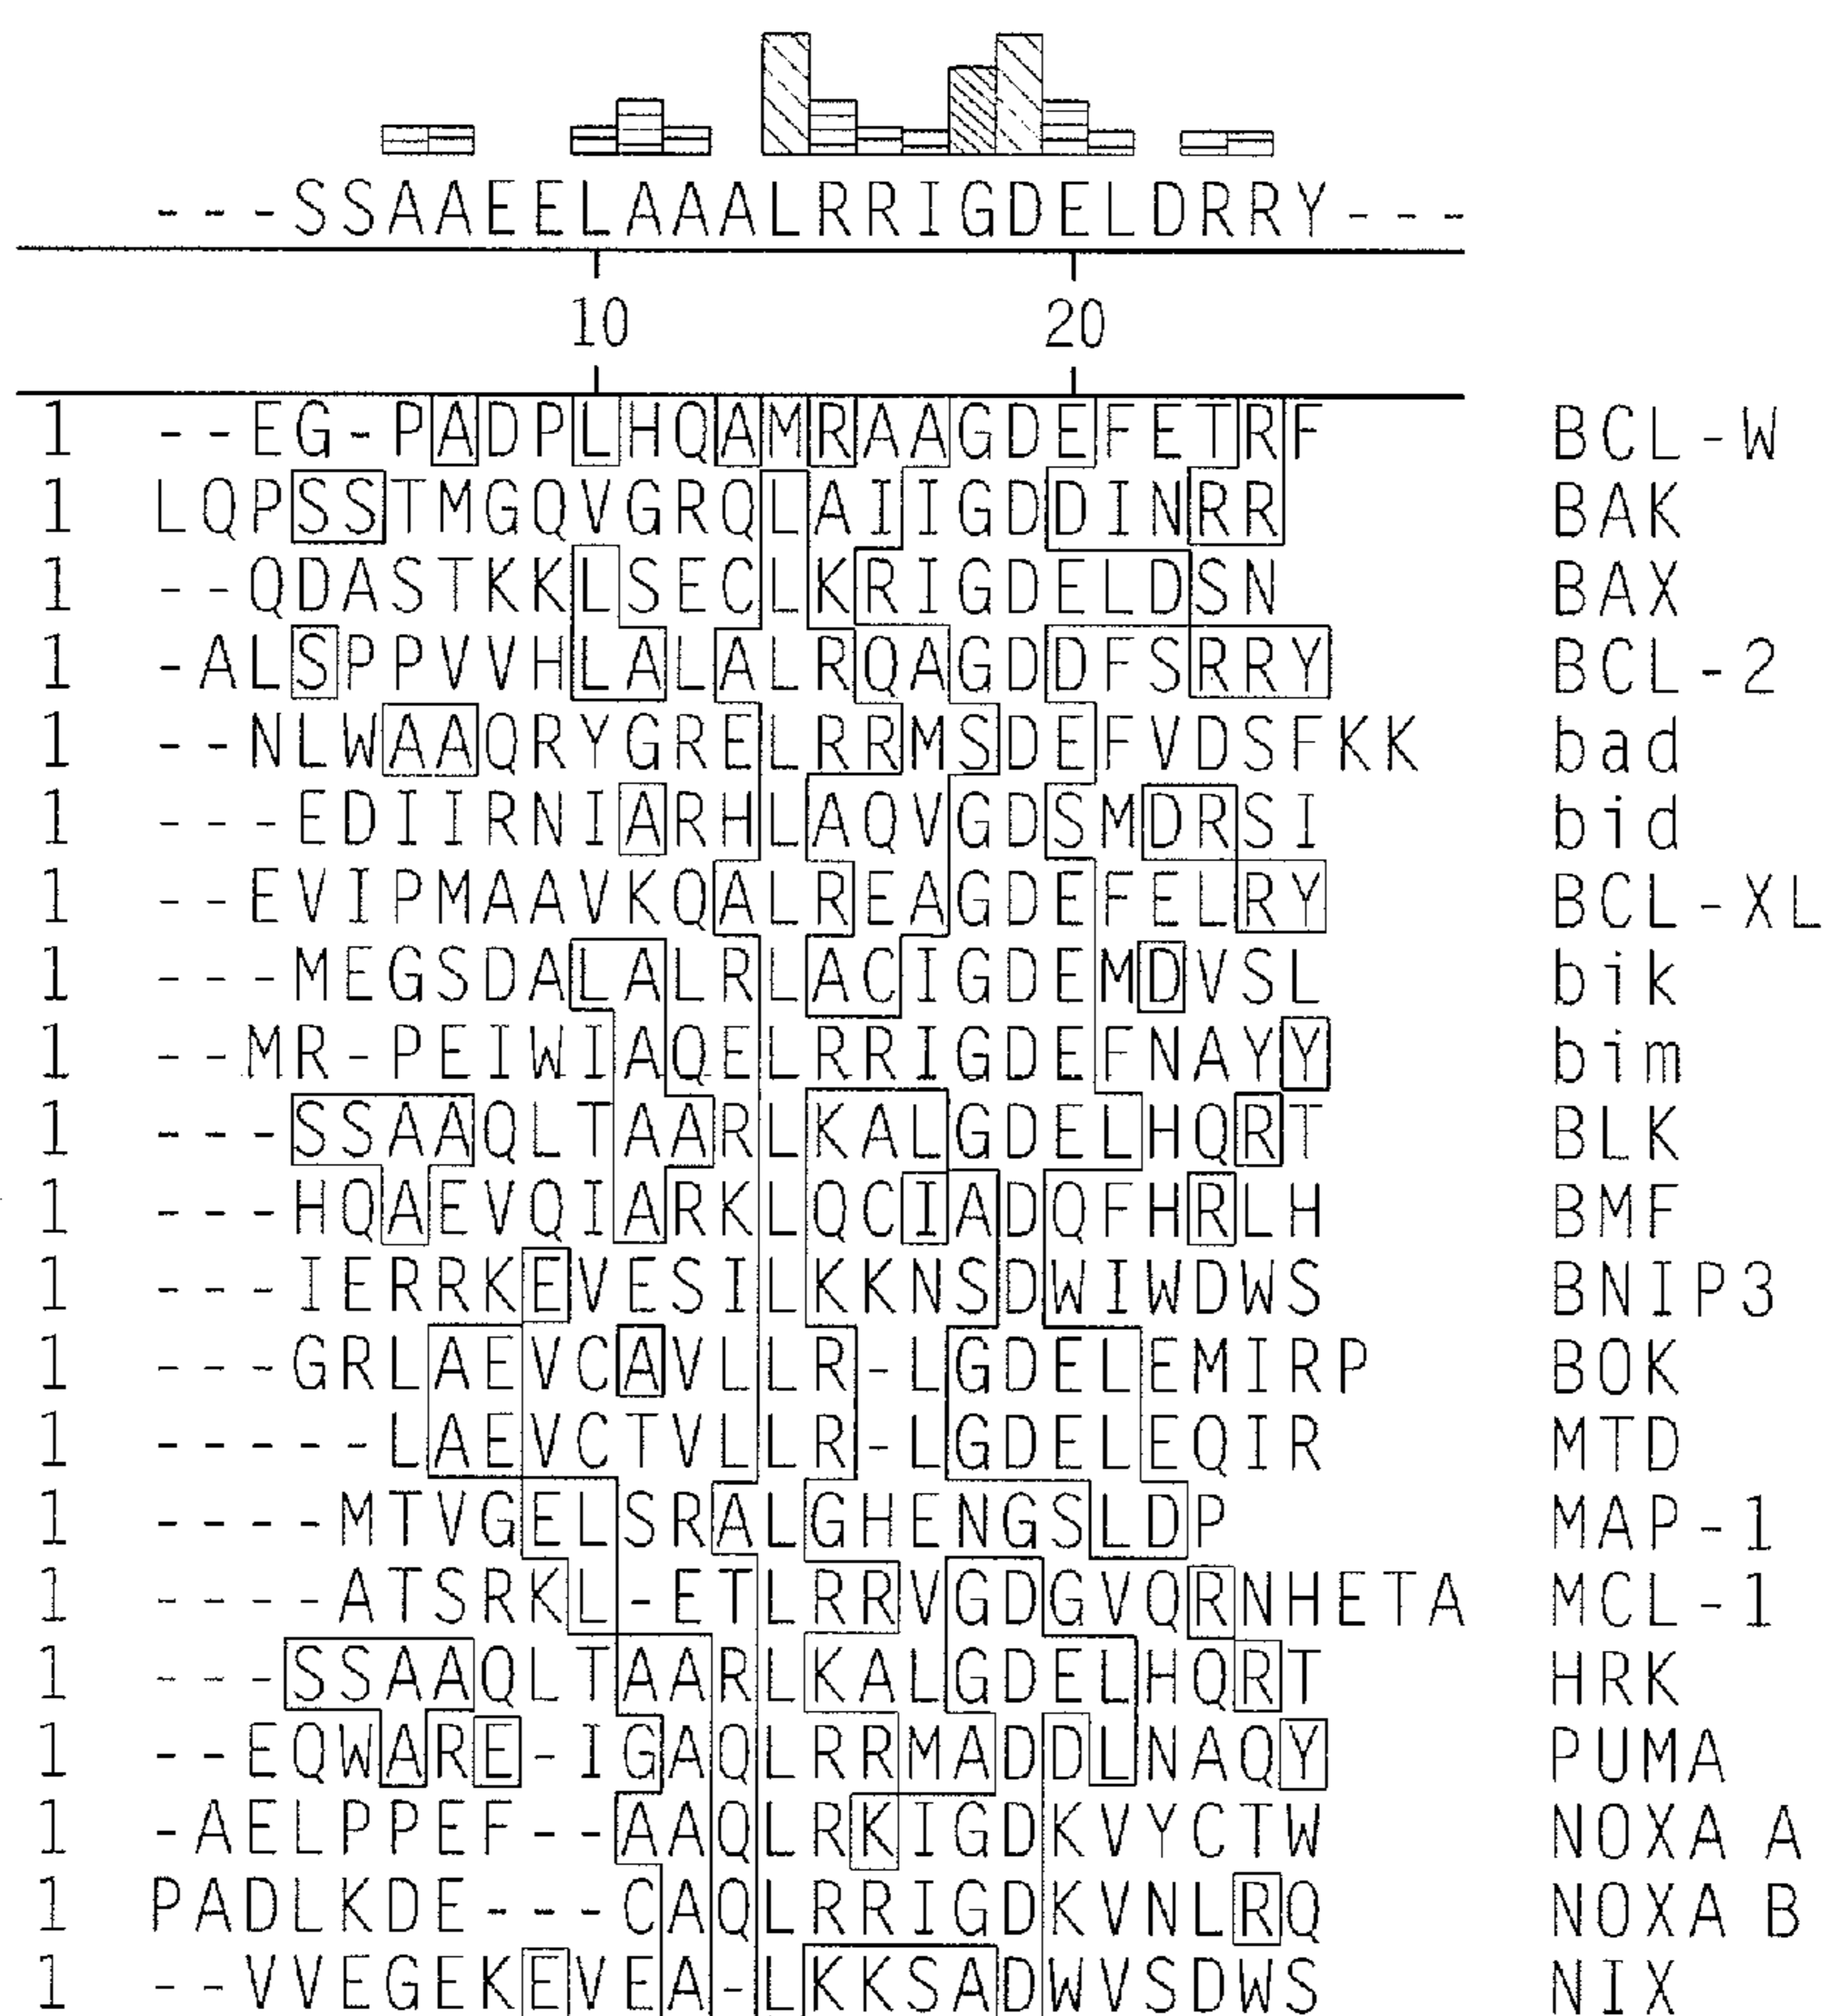 ---SSAAEELAAALRRIGDELDRRY---
10 20
1 --EG-PADPLHQAMRAAGDEFETRF BCL-W
1 LQPSSTMGQVGRQLAIIGDDINRR BAK
1 --QDASTKKLSECLKRIGDELDSN BAX
1 -ALSPPVVHLALALRQAGDDFSRRY BCL-2
1 --NLWAAQRYGRELRRMSDEFVDSFKK bad
1 ---EDIIRNIARHLAQVGDSMDRSI bid
1 --EVIPMAAVKQALREAGDEFELRY BCL-XL
1 ---MEGSDALALRLACIGDEMDVSL bik
1 --MR-PEIWIAQELRRIGDEFNAYY bim
1 ---SSAAQLTAARLKALGDELHQRT BLK
1 ---HQAEVQIARKLQCIADQFHRLH BMF
1 ---IERRKEVESILKKNSDWIWDWS BNIP3
1 ---GRLAEVCAVLLR-LGDELEMIRP BOK
1 -----LAEVCTVLLR-LGDELEQIR MTD
1 ----MTVGELSRALGHENGSLDP MAP-1
1 ----ATSRKL-ETLRRVGDGVQRNHETA MCL-1
1 ---SSAAQLTAARLKALGDELHQRT HRK
1 --EQWARE-IGAQLRRMADDLNAQY PUMA
1 -AELPPEF--AAQLRKIGDKVYCTW NOXA A
1 PADLKDE---CAQLRRIGDKVNLRQ NOXA B
1 --VVEGEKEVEA-LKKSADWVSDWS NIX